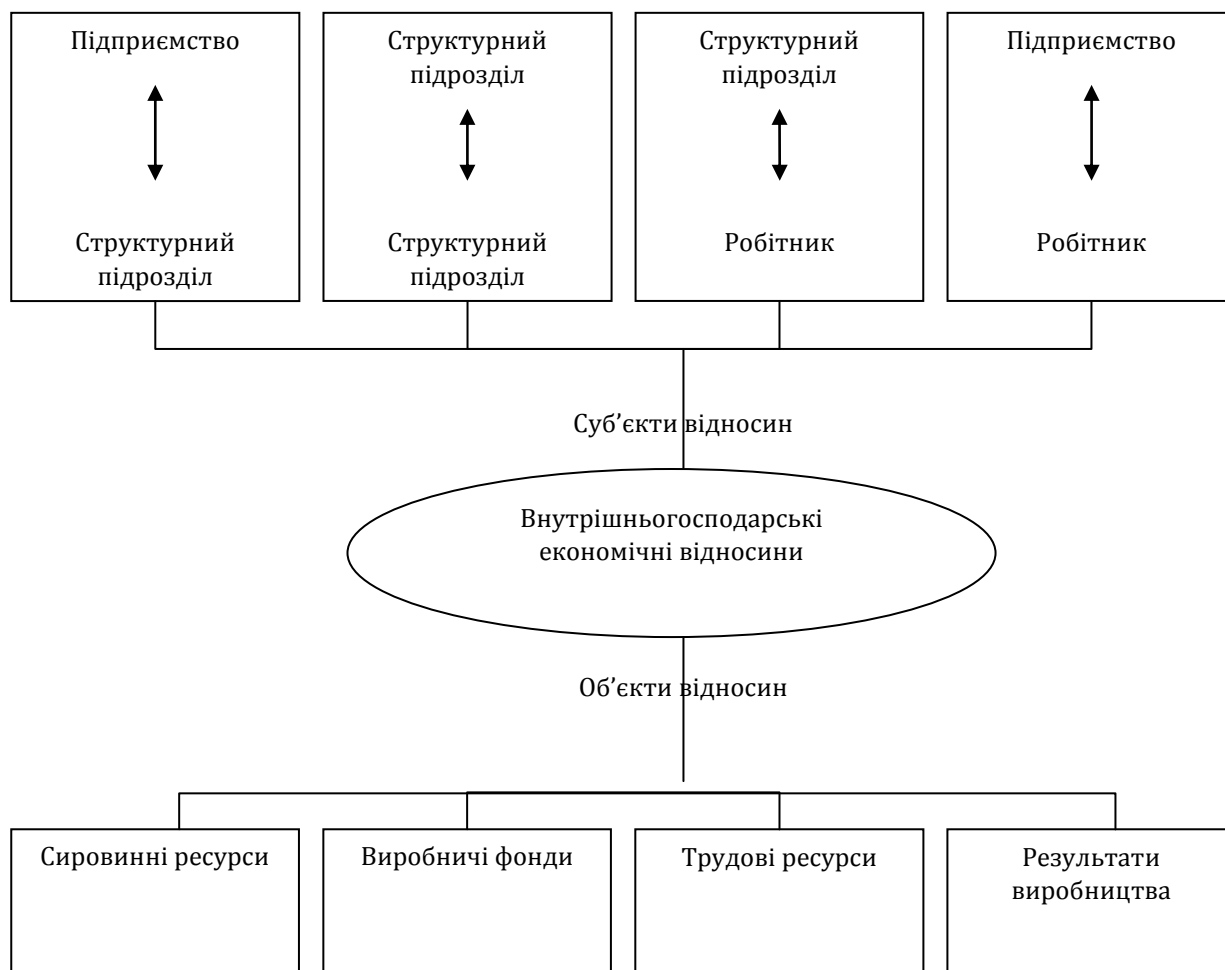 Підприємство
Структурний
підрозділ
Структурний
підрозділ
Структурний
підрозділ
Структурний
підрозділ
Робітник
Підприємство
Робітник
Суб’єкти відносин
Внутрішньогосподарські
економічні відносини
Об’єкти відносин
Сировинні ресурси
Виробничі фонди
Трудові ресурси
Результати
виробництва